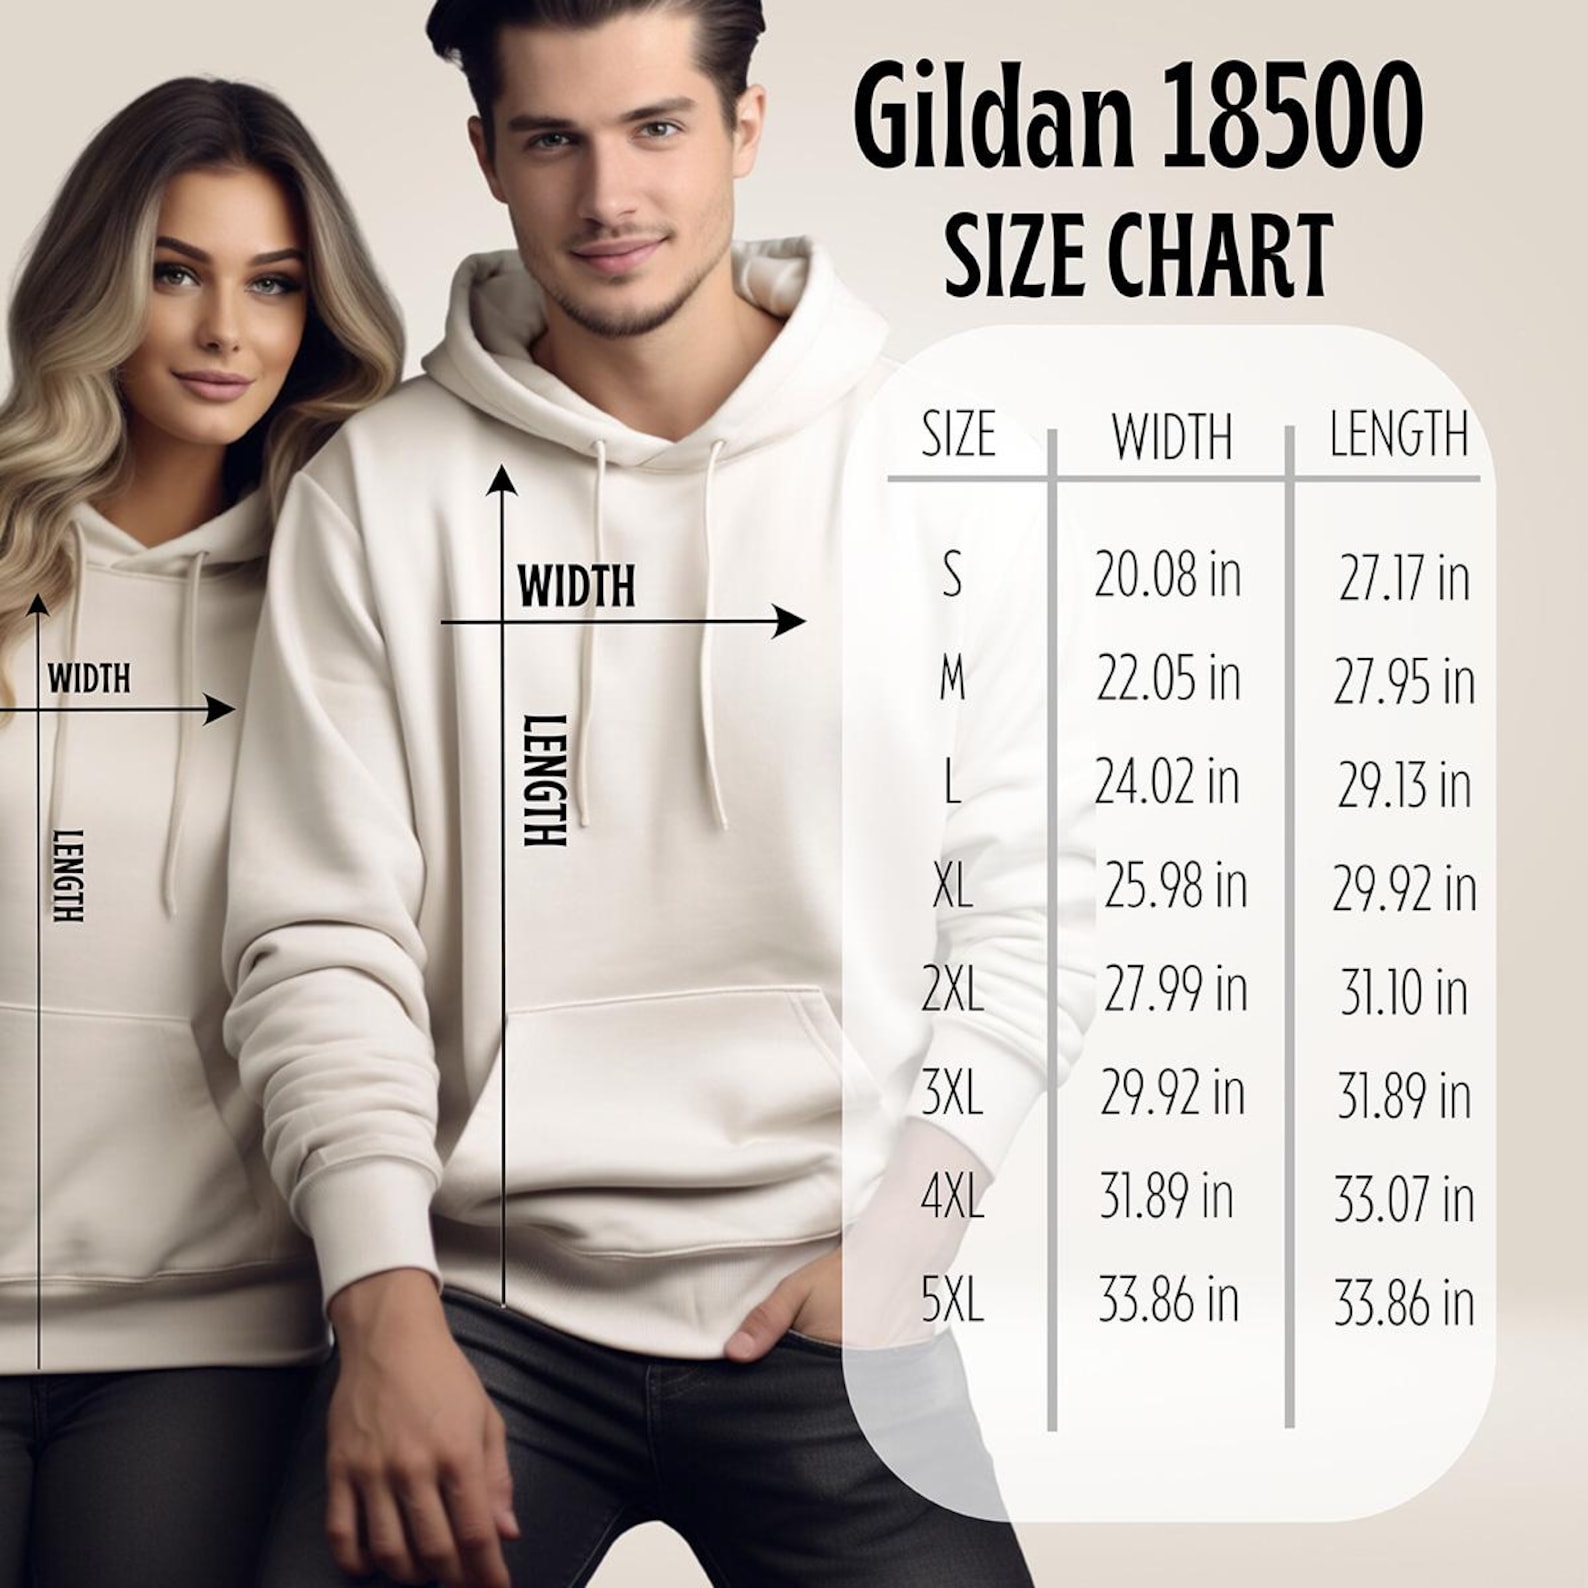 Gildan 18500
SIZE CHART
SIZE WIDTH LENGTH
S 20.08 in 27.17 in
M 22.05 in 27.95 in
L 24.02 in 29.13 in
XL 25.98 in 29.92 in
2XL 27.99 in 31.10 in
3XL 29.92 in 31.89 in
4XL 31.89 in 33.07 in
5XL 33.86 in 33.86 in
WIDTH
LENGTH
WIDTH
LENGTH